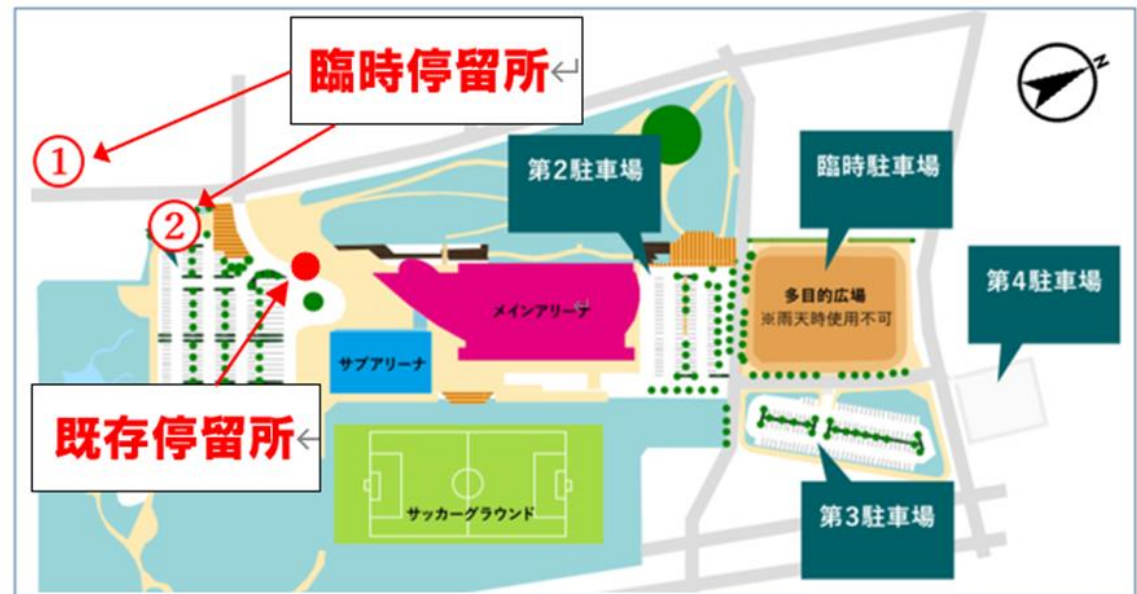 臨時停留所
N
①
②
第2駐車場
臨時駐車場
第4駐車場
メインアリーナ
多目的広場
※雨天時使用不可
サブアリーナ
既存停留所
サッカーグラウンド
第3駐車場